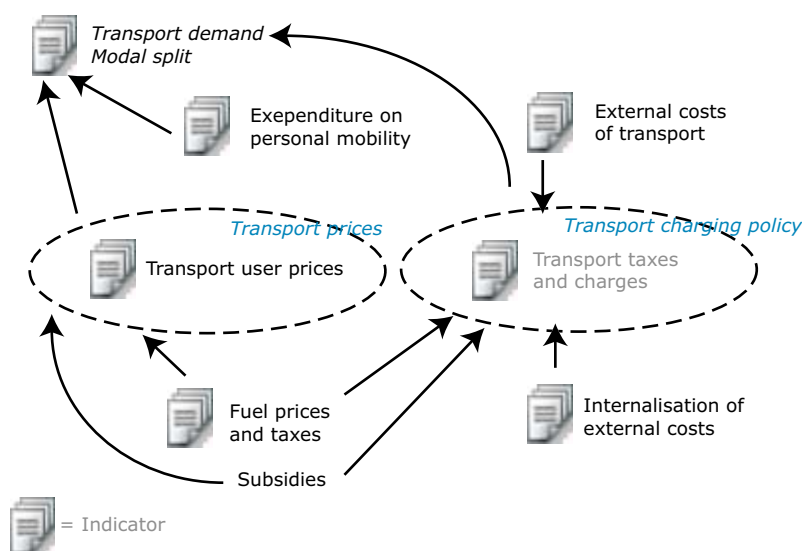 Transport demand
Modal split
Exependiture on
personal mobility
External costs
of transport
Transport prices
Transport charging policy
Transport user prices
Transport taxes
and charges
Fuel prices
and taxes
Internalisation of
external costs
Subsidies
= Indicator